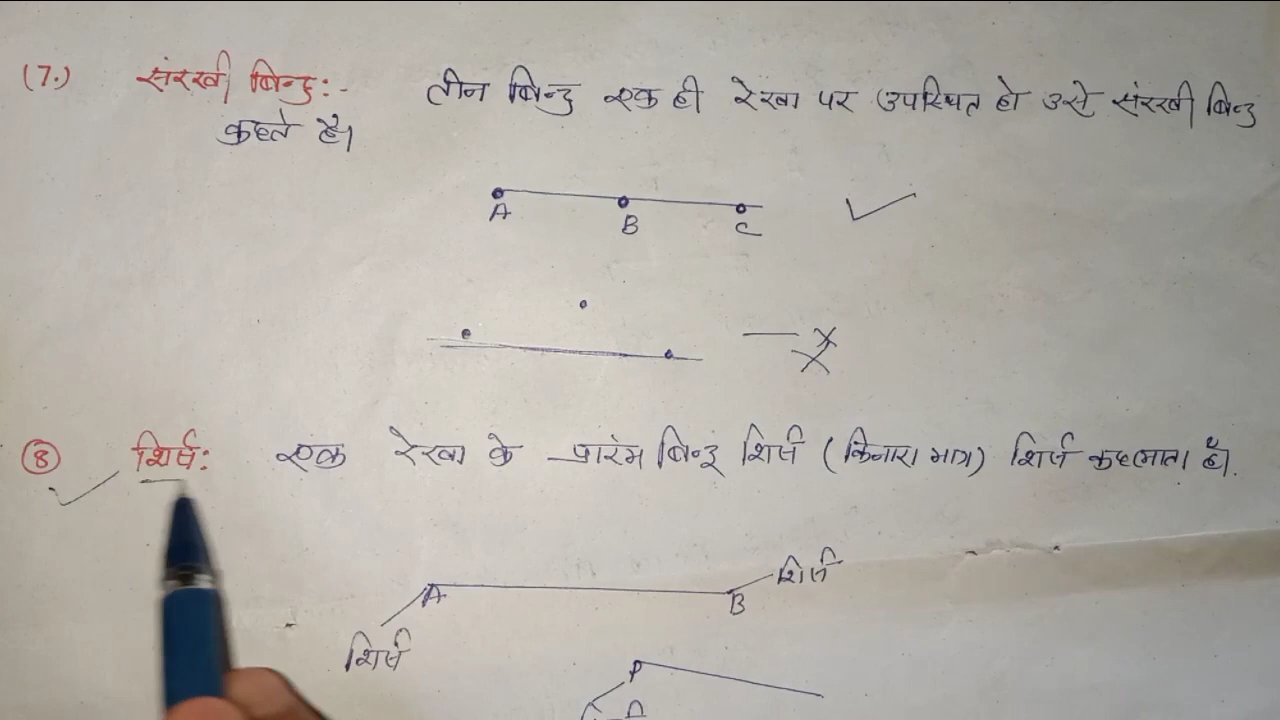 (7.) संरखी बिन्दु:- तीन बिन्दु एक ही रेखा पर उपस्थित हो उसे संरखी बिन्दु
कहते है।
A B C
(8) शिर्ष: एक रेखा के प्रारंभ बिन्दु शिर्ष (किनारा भाग) शिर्ष कहलाता है।
A B शिर्ष
शिर्ष
P